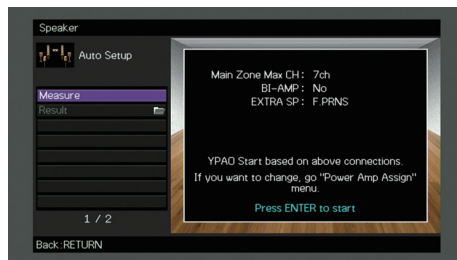 Speaker
Auto Setup
Measure
Result
1 / 2
Back:RETURN
Main Zone Max CH: 7ch
BI-AMP: No
EXTRA SP: F.PRNS
YPAO Start based on above connections.
If you want to change, go "Power Amp Assign"
menu.
Press ENTER to start